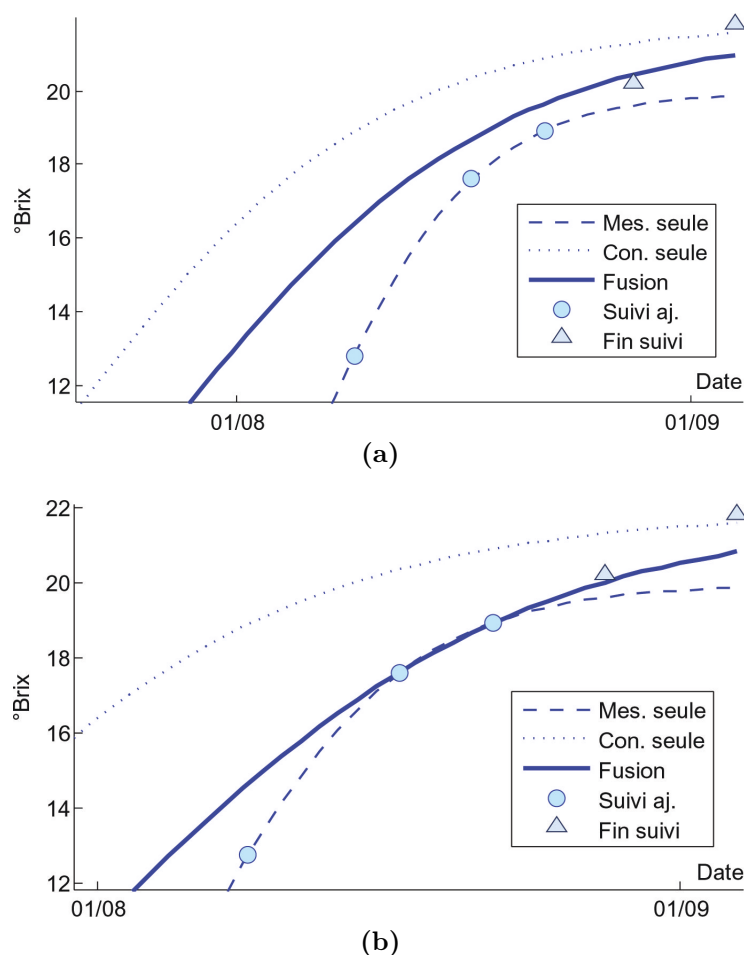 20
18
16
14
12
°Brix
Mes. seule
Con. seule
Fusion
Suivi aj.
Fin suivi
Date
01/08 01/09
(a)
22
20
18
16
14
12
°Brix
Mes. seule
Con. seule
Fusion
Suivi aj.
Fin suivi
Date
01/08 01/09
(b)